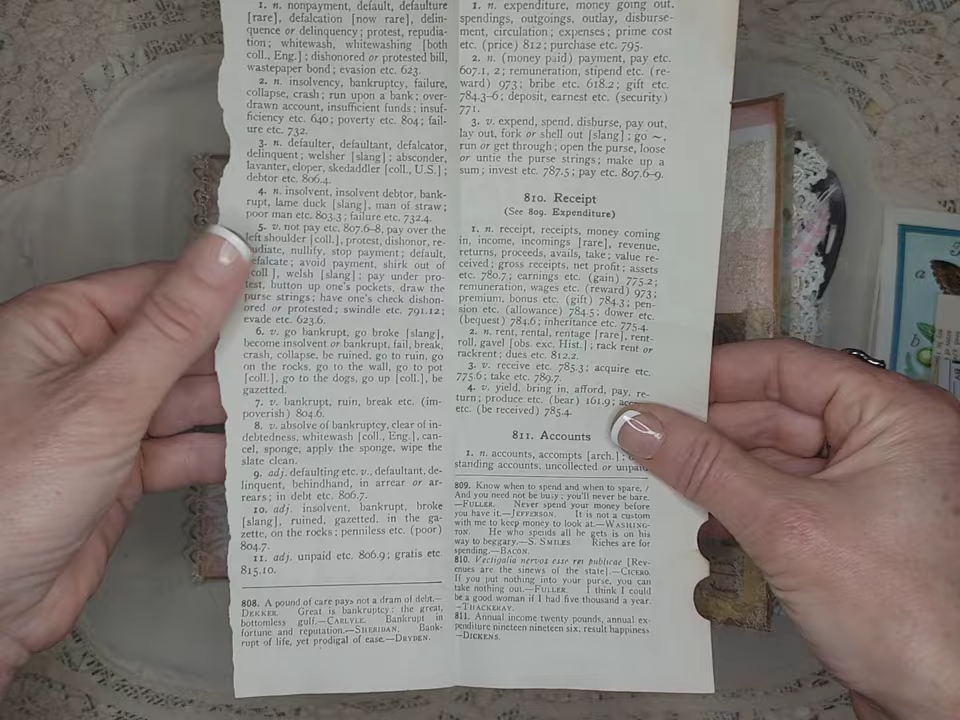 1. n. nonpayment, default, defaulture
[rare], defalcation [now rare], delin-
quence or delinquency; protest, repudia-
tion; whitewash, whitewashing [both
coll., Eng.]; dishonored or protested bill,
wastepaper bond; evasion etc. 623.
2. n. insolvency, bankruptcy, failure,
collapse, crash; run upon a bank; over-
drawn account, insufficient funds; insuf-
ficiency etc. 640; poverty etc. 804; fail-
ure etc. 732.
3. n. defaulter, defaultant, defalcator,
delinquent; welsher [slang]; absconder,
lavanter, eloper, skedaddler [coll., U.S.];
debtor etc. 806.4.
4. n. insolvent, insolvent debtor, bank-
rupt, lame duck [slang], man of straw;
poor man etc. 803.3; failure etc. 732.4.
5. v. not pay etc. 807.6–8, pay over the
left shoulder [coll.], protest, dishonor, re-
udiate, nullify, stop payment; default,
efalcate; avoid payment, shirk out of
coll], welsh [slang]; pay under pro-
test, button up one's pockets, draw the
purse strings; have one's check dishon-
ored or protested; swindle etc. 791.12;
evade etc. 623.6.
6. v. go bankrupt, go broke [slang],
become insolvent or bankrupt, fail, break,
crash, collapse, be ruined, go to ruin, go
on the rocks, go to the wall, go to pot
[coll.], go to the dogs, go up [coll.], be
gazetted.
7. v. bankrupt, ruin, break etc. (im-
poverish) 804.6.
8. v. absolve of bankruptcy, clear of in-
debtedness, whitewash [coll., Eng.], can-
cel, sponge, apply the sponge, wipe the
slate clean.
9. adj. defaulting etc. v., defaultant, de-
linquent, behindhand, in arrear or ar-
rears; in debt etc. 806.7.
10. adj. insolvent, bankrupt, broke
[slang], ruined, gazetted, in the ga-
zette, on the rocks; penniless etc. (poor)
804.7.
11. adj. unpaid etc. 806.9; gratis etc.
815.10.
808. A pound of care pays not a dram of debt.—
DEKKER. Great is bankruptcy: the great,
bottomless gulf.—CARLYLE. Bankrupt in
fortune and reputation.—SHERIDAN. Bank-
rupt of life, yet prodigal of ease.—DRYDEN.
1. n. expenditure, money going out,
spendings, outgoings, outlay, disburse-
ment, circulation; expenses; prime cost
etc. (price) 812; purchase etc. 795.
2. n. (money paid) payment, pay etc.
607.1, 2; remuneration, stipend etc. (re-
ward) 973; bribe etc. 618.2; gift etc.
784.3–6; deposit, earnest etc. (security)
771.
3. v. expend, spend, disburse, pay out,
lay out, fork or shell out [slang]; go ~,
run or get through; open the purse, loose
or untie the purse strings; make up a
sum; invest etc. 787.5; pay etc. 807.6–9.
810. Receipt
(See 809. Expenditure)
1. n. receipt, receipts, money coming
in, income, incomings [rare], revenue,
returns, proceeds, avails, take; value re-
ceived; gross receipts, net profit; assets
etc. 780.7; earnings etc. (gain) 775.2;
remuneration, wages etc. (reward) 973;
premium, bonus etc. (gift) 784.3; pen-
sion etc. (allowance) 784.5; dower etc.
(bequest) 784.6; inheritance etc. 775.4.
2. n. rent, rental, rentage [rare], rent-
roll, gavel [obs. exc. Hist.]; rack rent or
rackrent; dues etc. 812.2.
3. v. receive etc. 785.3; acquire etc.
775.6; take etc. 789.7.
4. v. yield, bring in, afford, pay, re-
turn; produce etc. (bear) 161.9;
etc. (be received) 785.4.
811. Accounts
1. n. accounts, accompts [arch.];
standing accounts, uncollected or unpaid
809. Know when to spend and when to spare, /
And you need not be busy; you'll never be bare.
—FULLER. Never spend your money before
you have it.—JEFFERSON. It is not a custom
with me to keep money to look at.—WASHING-
TON. He who spends all he gets is on his
way to beggary.—S. SMILES. Riches are for
spending.—BACON.
810. Vectigalia nervos esse rei publicae [Rev-
enues are the sinews of the state].—CICERO.
If you put nothing into your purse, you can
take nothing out.—FULLER. I think I could
be a good woman if I had five thousand a year.
—THACKERAY.
811. Annual income twenty pounds, annual ex-
penditure nineteen nineteen six, result happiness
—DICKENS.
a
b